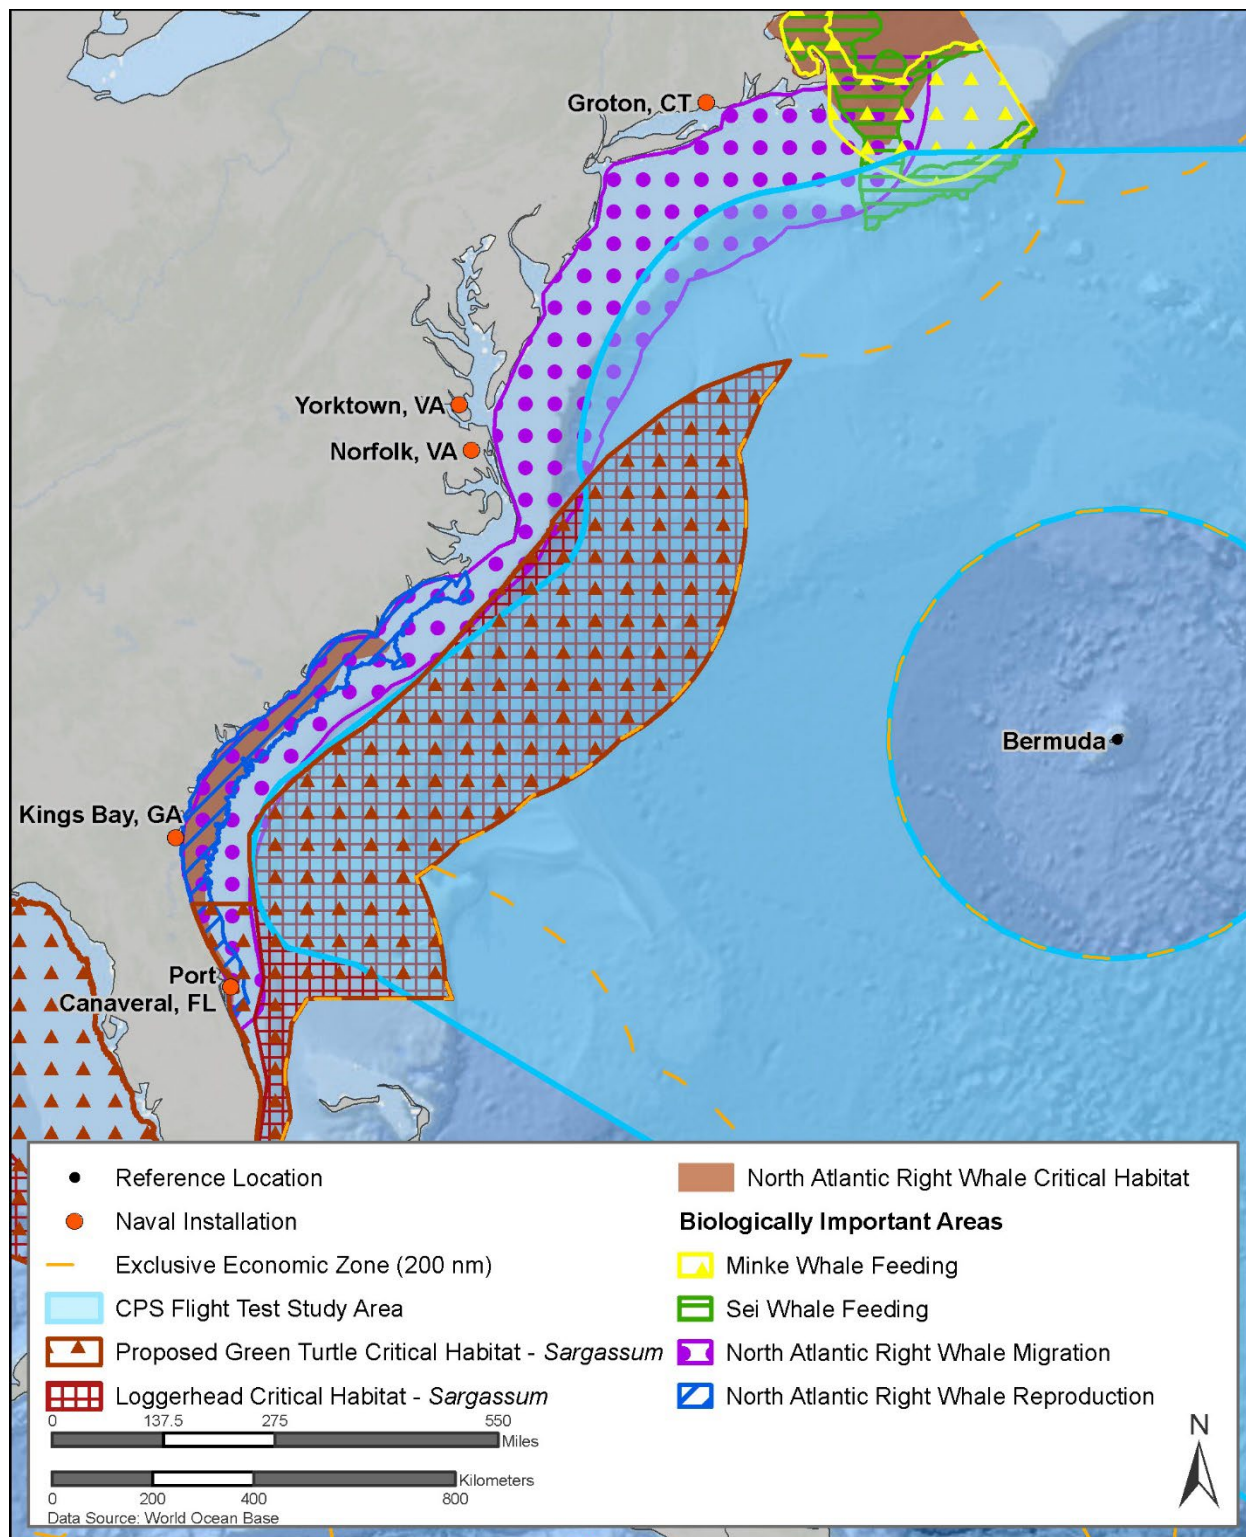 Groton, CT
Yorktown, VA
Norfolk, VA
Bermuda
Kings Bay, GA
Port
Canaveral, FL
Reference Location
Naval Installation
Exclusive Economic Zone (200 nm)
CPS Flight Test Study Area
Proposed Green Turtle Critical Habitat - Sargassum
Loggerhead Critical Habitat - Sargassum
North Atlantic Right Whale Critical Habitat
Biologically Important Areas
Minke Whale Feeding
Sei Whale Feeding
North Atlantic Right Whale Migration
North Atlantic Right Whale Reproduction
0 137.5 275 550
Miles
Kilometers
0 200 400 800
Data Source: World Ocean Base
N